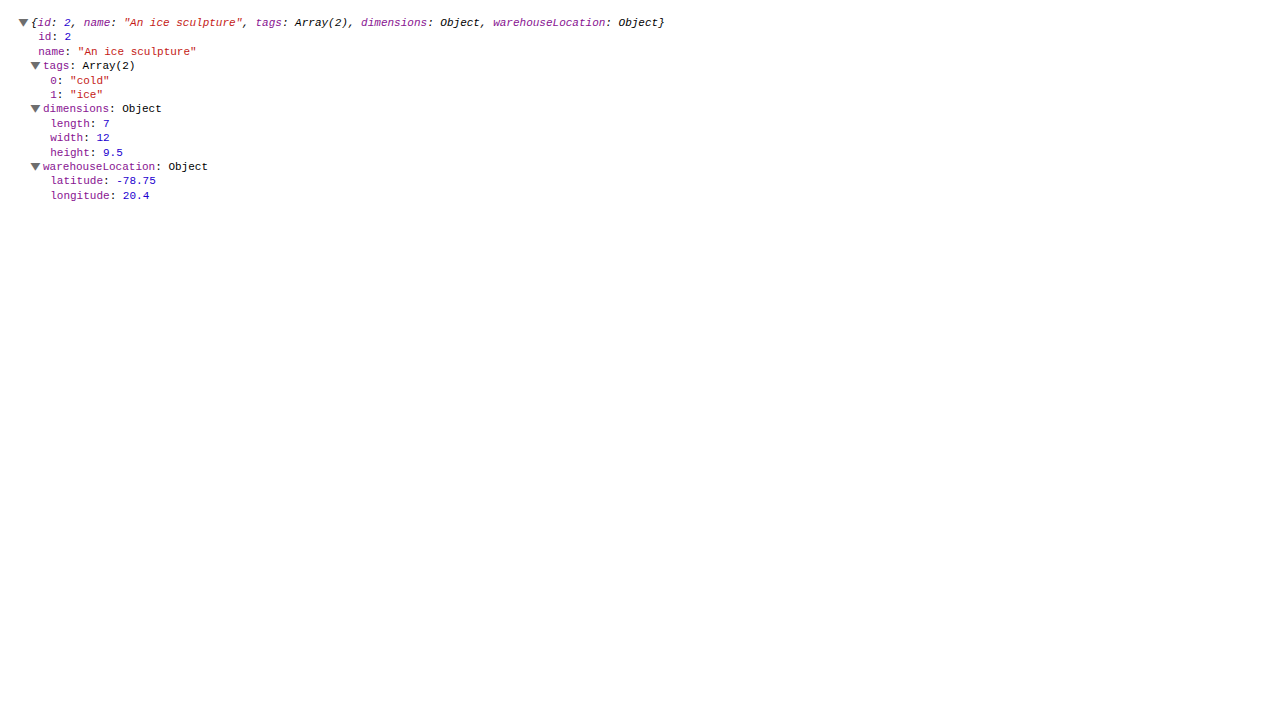 ▼{id: 2, name: "An ice sculpture", tags: Array(2), dimensions: Object, warehouseLocation: Object}
id: 2
name: "An ice sculpture"
▼tags: Array(2)
0: "cold"
1: "ice"
▼dimensions: Object
length: 7
width: 12
height: 9.5
▼warehouseLocation: Object
latitude: -78.75
longitude: 20.4